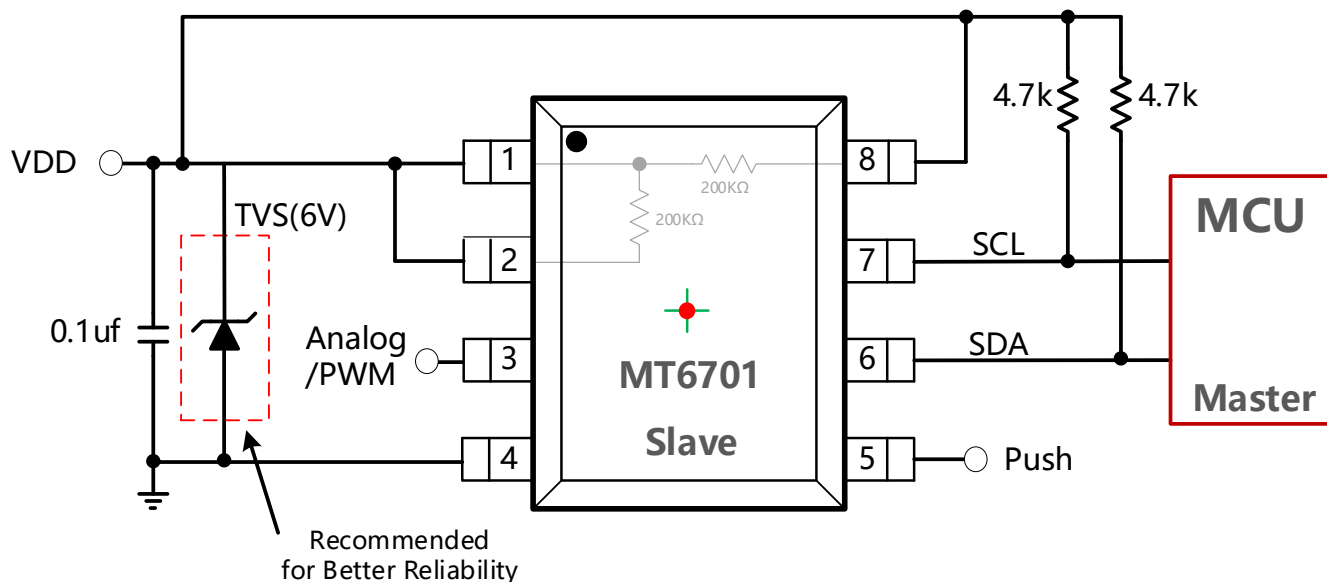 4.7k
4.7k
VDD
1
8
200KΩ
200KΩ
TVS(6V)
MCU
2
SCL
7
0.1uf
Analog
/PWM
3
MT6701
SDA
6
Master
Slave
4
5
Push
Recommended
for Better Reliability